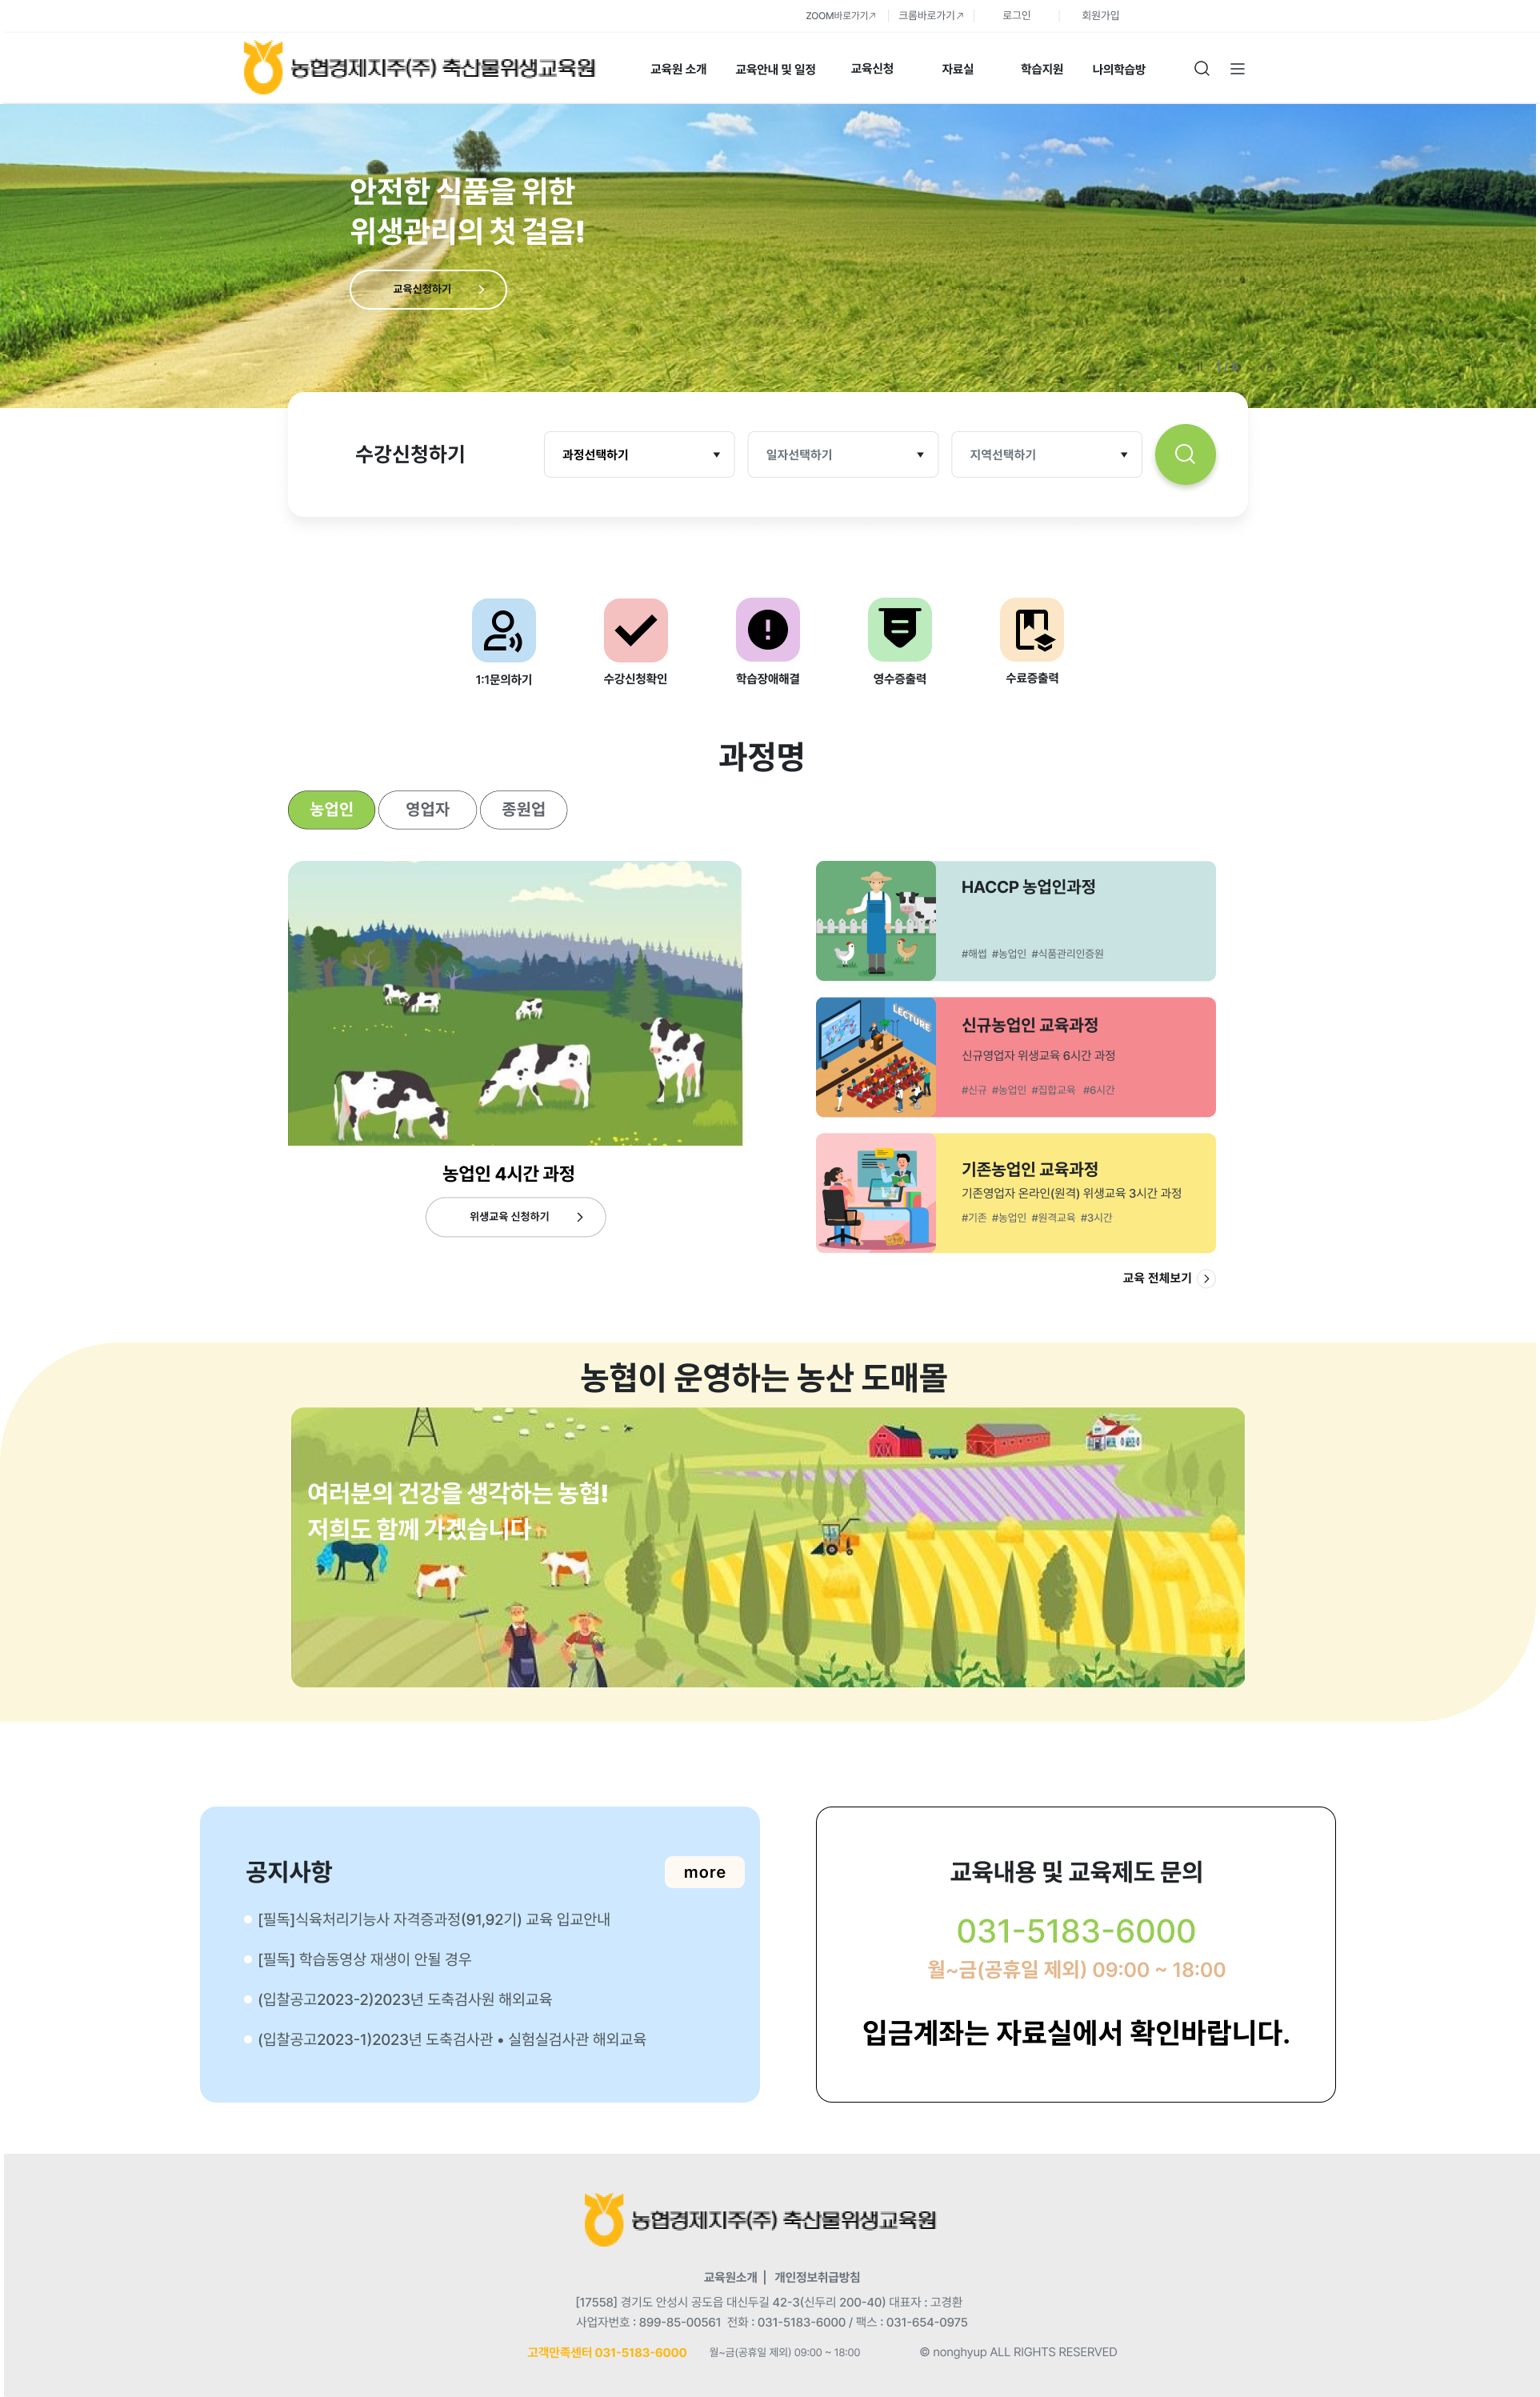 ZOOM바로가기↗ 크롬바로가기↗ 로그인 회원가입
농협경제지주(주) 축산물위생교육원
교육원 소개 교육안내 및 일정 교육신청 자료실 학습지원 나의학습방
안전한 식품을 위한
위생관리의 첫 걸음!
교육신청하기
수강신청하기 과정선택하기 일자선택하기 지역선택하기
1:1문의하기 수강신청확인 학습장애해결 영수증출력 수료증출력
과정명
농업인 영업자 종원업
HACCP 농업인과정
#해썹 #농업인 #식품관리인증원
LECTURE
신규농업인 교육과정
신규영업자 위생교육 6시간 과정
#신규 #농업인 #집합교육 #6시간
농업인 4시간 과정
위생교육 신청하기
기존농업인 교육과정
기존영업자 온라인(원격) 위생교육 3시간 과정
#기존 #농업인 #원격교육 #3시간
교육 전체보기
농협이 운영하는 농산 도매몰
여러분의 건강을 생각하는 농협!
저희도 함께 가겠습니다
공지사항
more
[필독]식육처리기능사 자격증과정(91,92기) 교육 입교안내
[필독] 학습동영상 재생이 안될 경우
(입찰공고2023-2)2023년 도축검사원 해외교육
(입찰공고2023-1)2023년 도축검사관 • 실험실검사관 해외교육
교육내용 및 교육제도 문의
031-5183-6000
월~금(공휴일 제외) 09:00 ~ 18:00
입금계좌는 자료실에서 확인바랍니다.
농협경제지주(주) 축산물위생교육원
교육원소개 | 개인정보취급방침
[17558] 경기도 안성시 공도읍 대신두길 42-3(신두리 200-40) 대표자 : 고경환
사업자번호 : 899-85-00561 전화 : 031-5183-6000 / 팩스 : 031-654-0975
고객만족센터 031-5183-6000 월~금(공휴일 제외) 09:00 ~ 18:00 © nonghyup ALL RIGHTS RESERVED